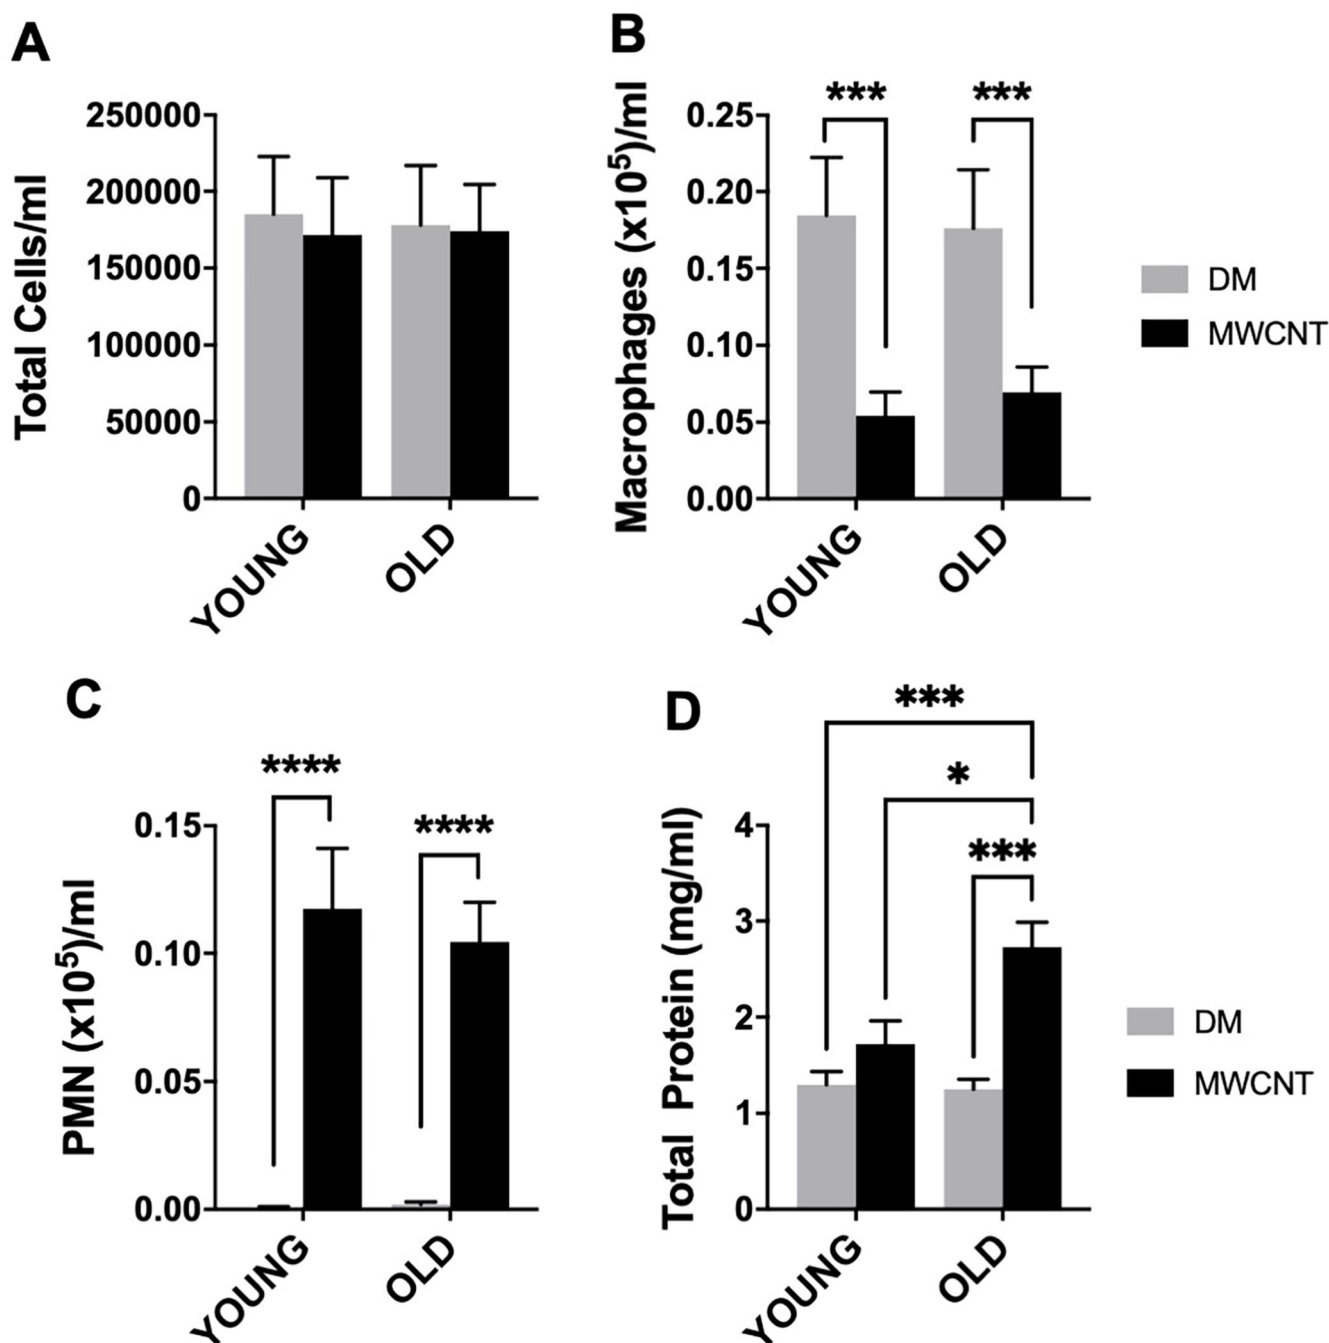 A
Total Cells/ml
250000
200000
150000
100000
50000
0
YOUNG
OLD
B
Macrophages (x10⁵)/ml
0.25
0.20
0.15
0.10
0.05
0.00
***
***
YOUNG
OLD
DM
MWCNT
C
PMN (x10⁵)/ml
0.15
0.10
0.05
0.00
****
****
YOUNG
OLD
D
Total Protein (mg/ml)
4
3
2
1
0
***
*
***
YOUNG
OLD
DM
MWCNT